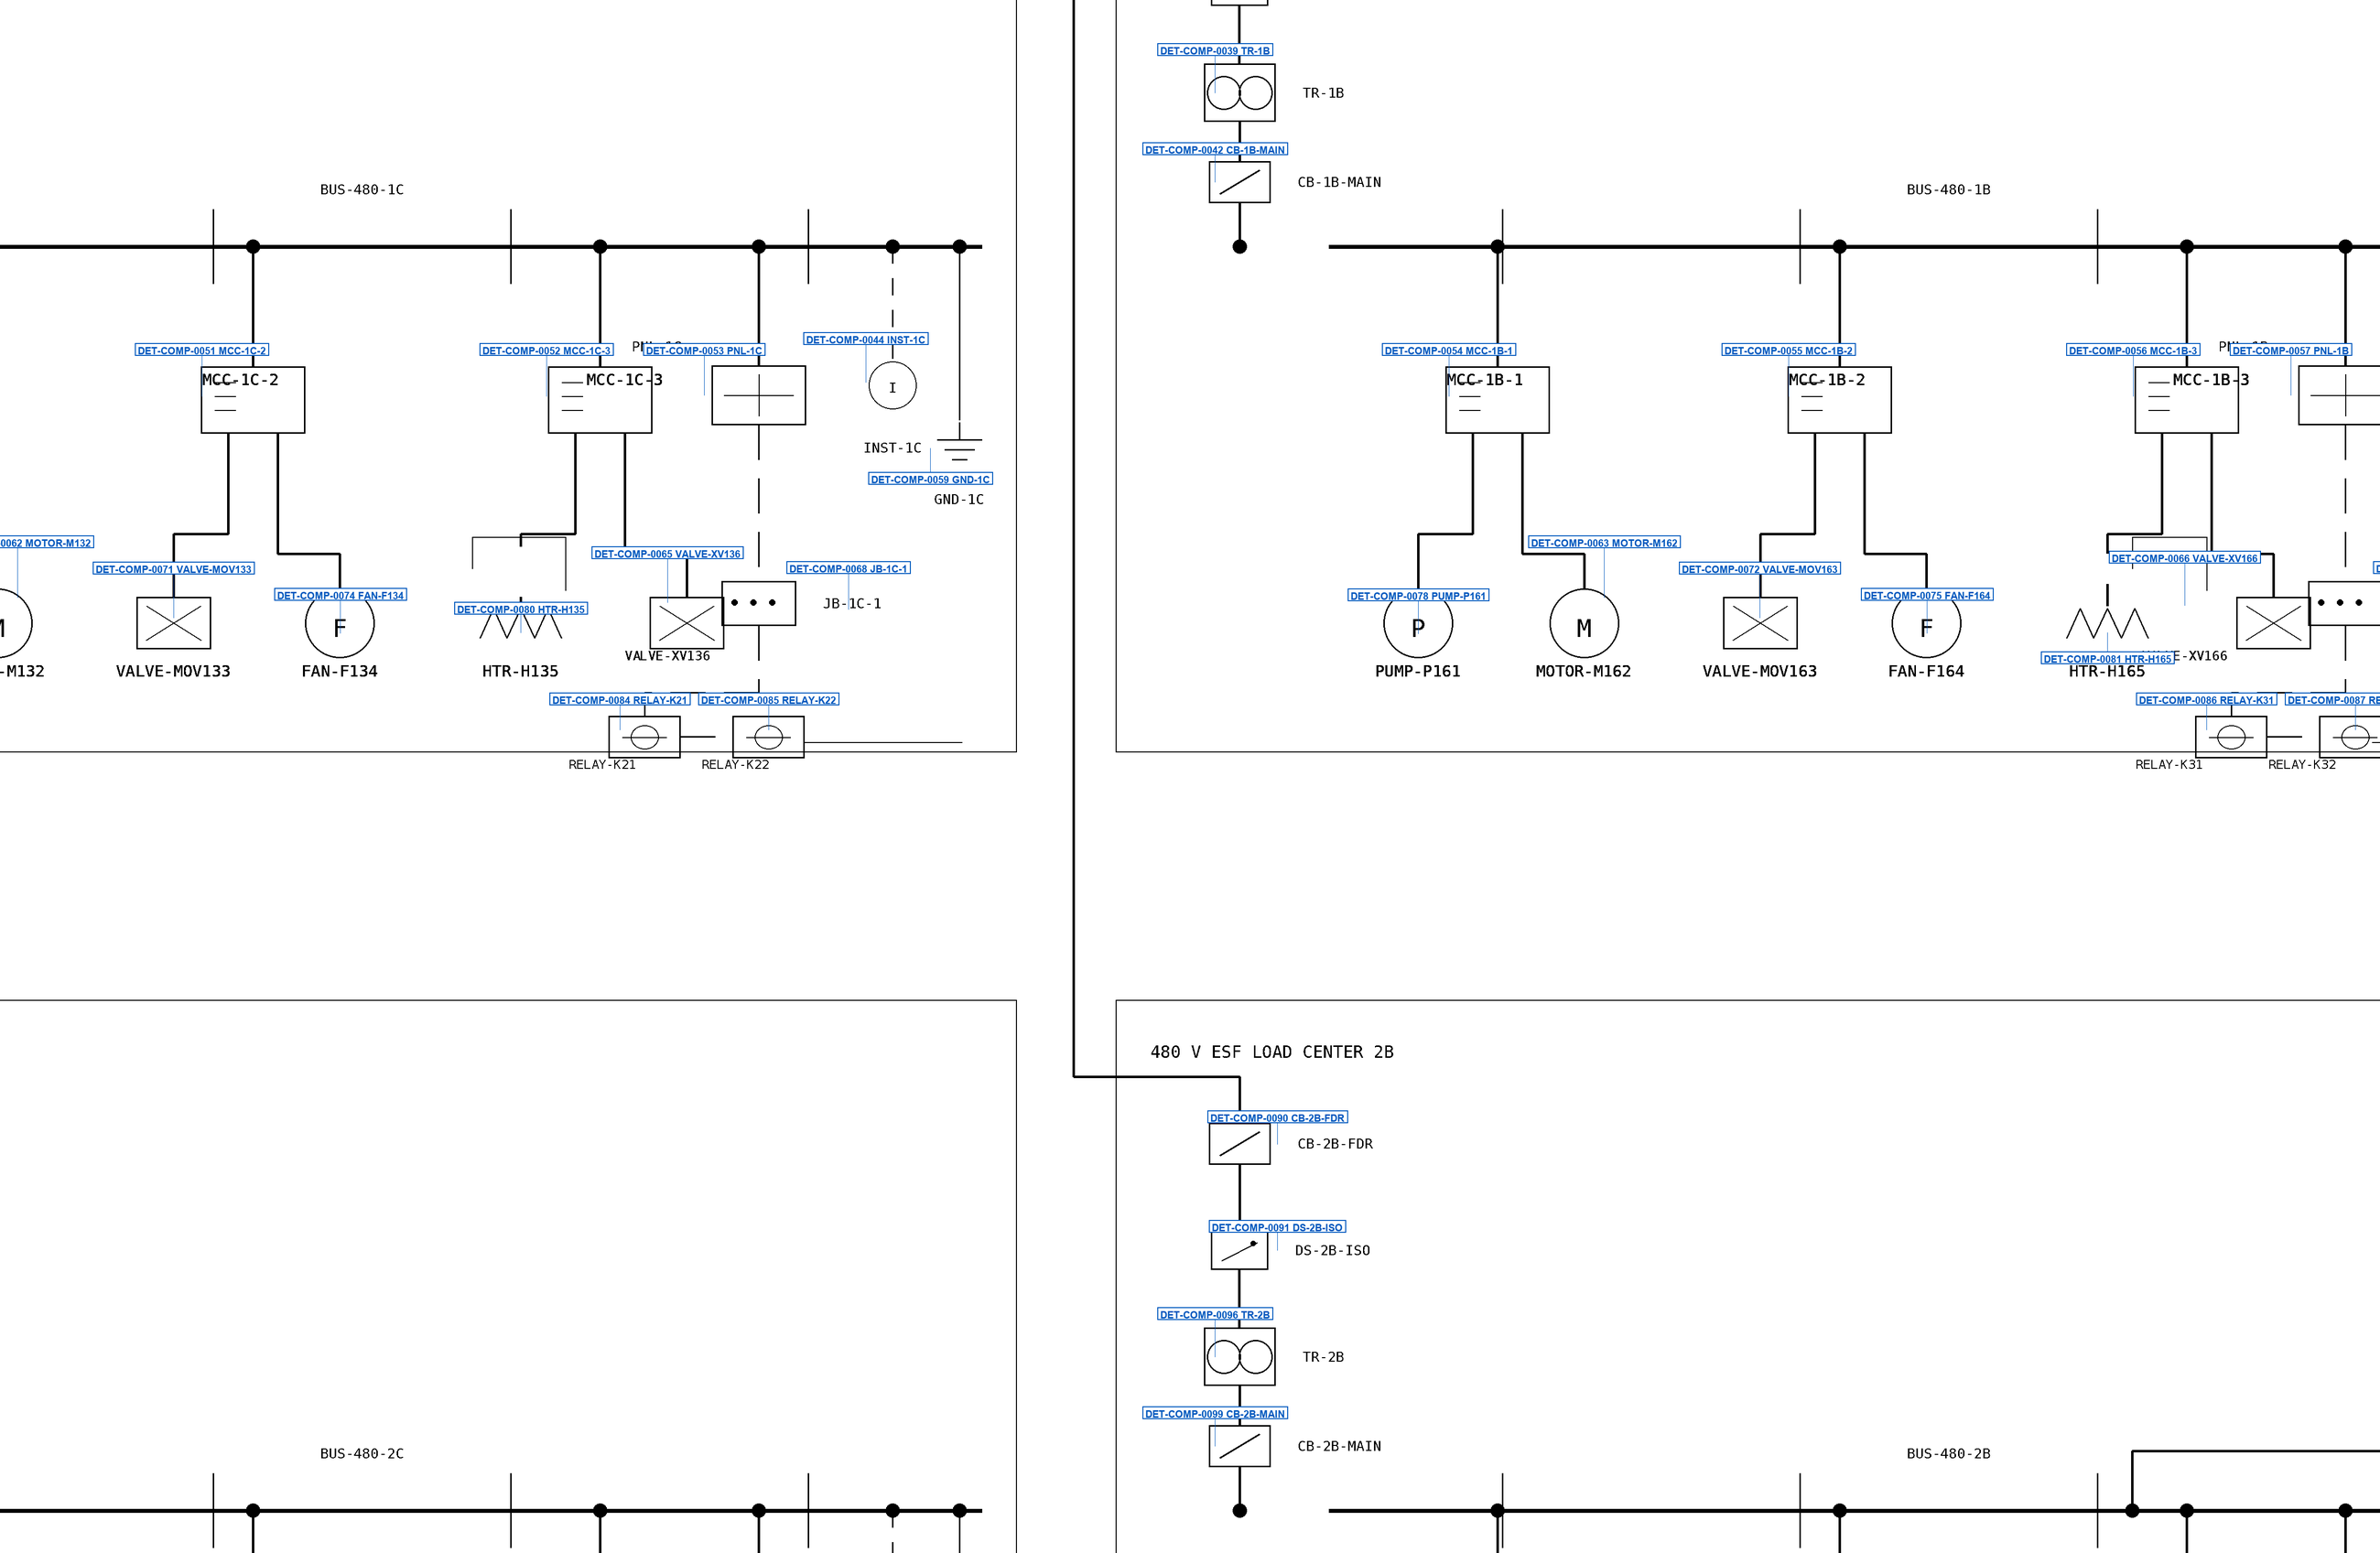 DET-COMP-0039 TR-1B
TR-1B
DET-COMP-0042 CB-1B-MAIN
CB-1B-MAIN
BUS-480-1C
BUS-480-1B
DET-COMP-0051 MCC-1C-2
DET-COMP-0052 MCC-1C-3
DET-COMP-0053 PNL-1C
DET-COMP-0044 INST-1C
MCC-1C-2
MCC-1C-3
I
INST-1C
DET-COMP-0059 GND-1C
GND-1C
DET-COMP-0054 MCC-1B-1
DET-COMP-0055 MCC-1B-2
DET-COMP-0056 MCC-1B-3
DET-COMP-0057 PNL-1B
MCC-1B-1
MCC-1B-2
MCC-1B-3
0062 MOTOR-M132
DET-COMP-0071 VALVE-MOV133
DET-COMP-0074 FAN-F134
DET-COMP-0080 HTR-H135
DET-COMP-0065 VALVE-XV136
DET-COMP-0068 JB-1C-1
JB-1C-1
F
-M132
VALVE-MOV133
FAN-F134
HTR-H135
VALVE-XV136
DET-COMP-0084 RELAY-K21
DET-COMP-0085 RELAY-K22
RELAY-K21
RELAY-K22
DET-COMP-0063 MOTOR-M162
DET-COMP-0072 VALVE-MOV163
DET-COMP-0066 VALVE-XV166
DET-COMP-0078 PUMP-P161
DET-COMP-0075 FAN-F164
P
M
F
DET-COMP-0081 HTR-H165
E-XV166
PUMP-P161
MOTOR-M162
VALVE-MOV163
FAN-F164
HTR-H165
DET-COMP-0086 RELAY-K31
DET-COMP-0087 RE
RELAY-K31
RELAY-K32
480 V ESF LOAD CENTER 2B
DET-COMP-0090 CB-2B-FDR
CB-2B-FDR
DET-COMP-0091 DS-2B-ISO
DS-2B-ISO
DET-COMP-0096 TR-2B
TR-2B
DET-COMP-0099 CB-2B-MAIN
CB-2B-MAIN
BUS-480-2C
BUS-480-2B